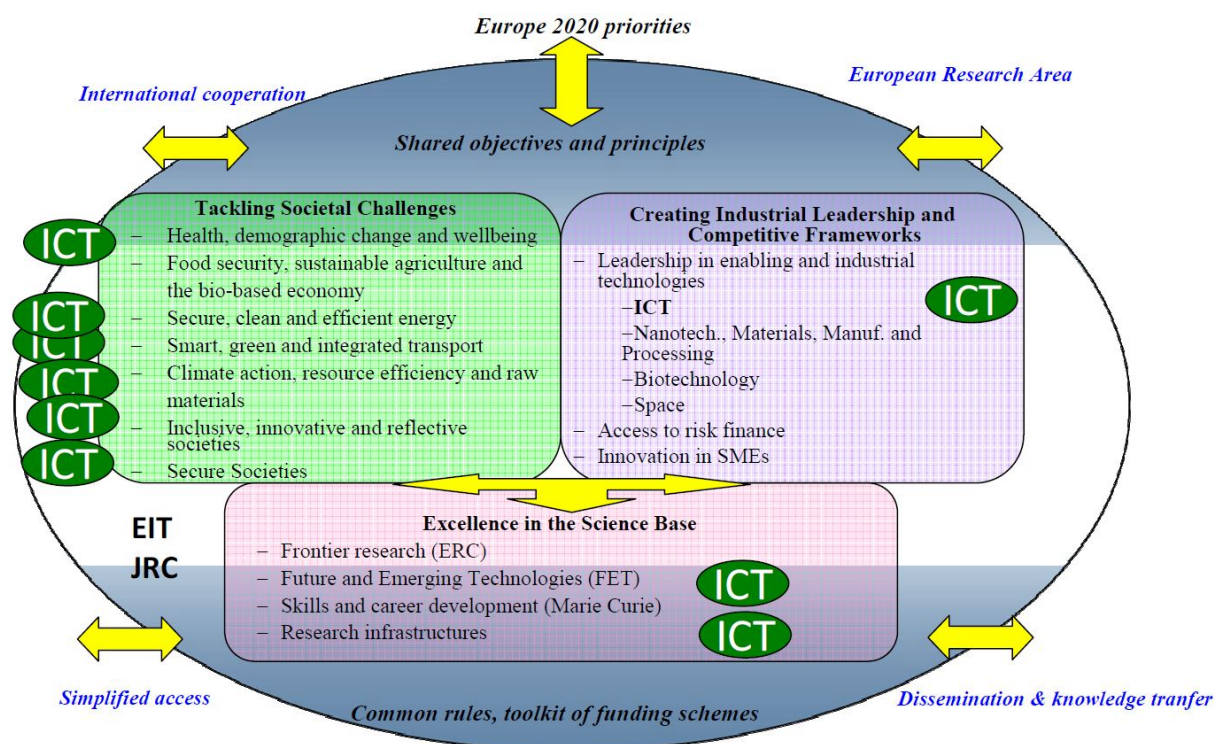 Europe 2020 priorities
International cooperation
European Research Area
Shared objectives and principles
Tackling Societal Challenges
ICT
– Health, demographic change and wellbeing
– Food security, sustainable agriculture and
the bio-based economy
ICT
– Secure, clean and efficient energy
ICT
– Smart, green and integrated transport
ICT
– Climate action, resource efficiency and raw
materials
ICT
– Inclusive, innovative and reflective
societies
ICT
– Secure Societies
Creating Industrial Leadership and
Competitive Frameworks
– Leadership in enabling and industrial
technologies
–ICT
ICT
–Nanotech., Materials, Manuf. and
Processing
–Biotechnology
–Space
– Access to risk finance
– Innovation in SMEs
EIT
JRC
Excellence in the Science Base
– Frontier research (ERC)
– Future and Emerging Technologies (FET)
ICT
– Skills and career development (Marie Curie)
– Research infrastructures
ICT
Simplified access
Dissemination & knowledge tranfer
Common rules, toolkit of funding schemes